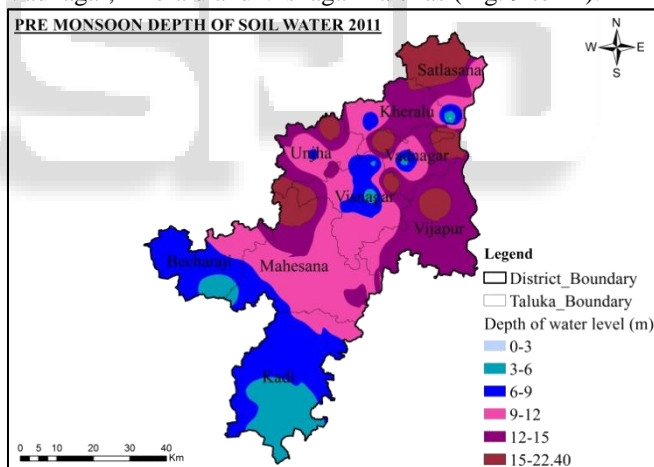 PRE MONSOON DEPTH OF SOIL WATER 2011
N
W E
S
Satlasana
Kheralu
Unjha
Vadnagar
Visnagar
Vijapur
Becharaji
Mahesana
Kadi
Legend
District_Boundary
Taluka_Boundary
Depth of water level (m)
0-3
3-6
6-9
9-12
12-15
15-22.40
0 5 10 20 30 40
Km